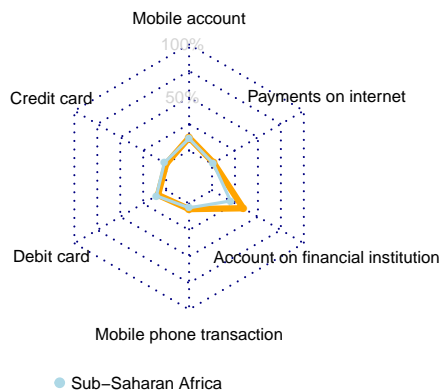 Mobile account
100%
Credit card
50%
Payments on internet
Debit card
Account on financial institution
Mobile phone transaction
Sub−Saharan Africa